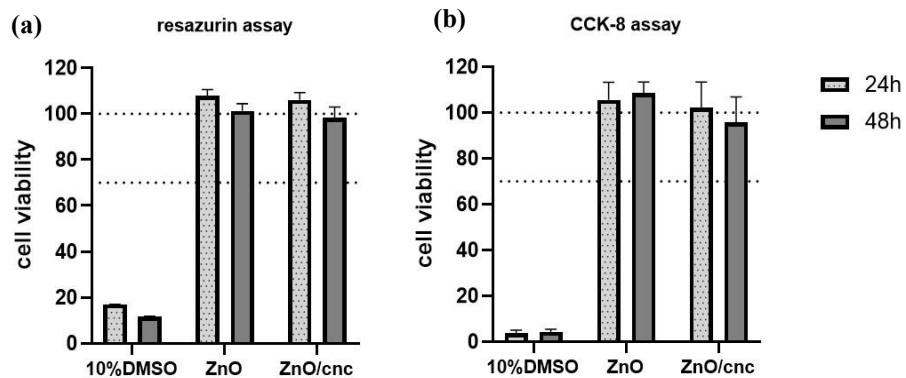 (a)
resazurin assay
cell viability
120
100
80
60
40
20
0
10%DMSO ZnO ZnO/cnc
(b)
CCK-8 assay
cell viability
120
100
80
60
40
20
0
10%DMSO ZnO ZnO/cnc
24h
48h